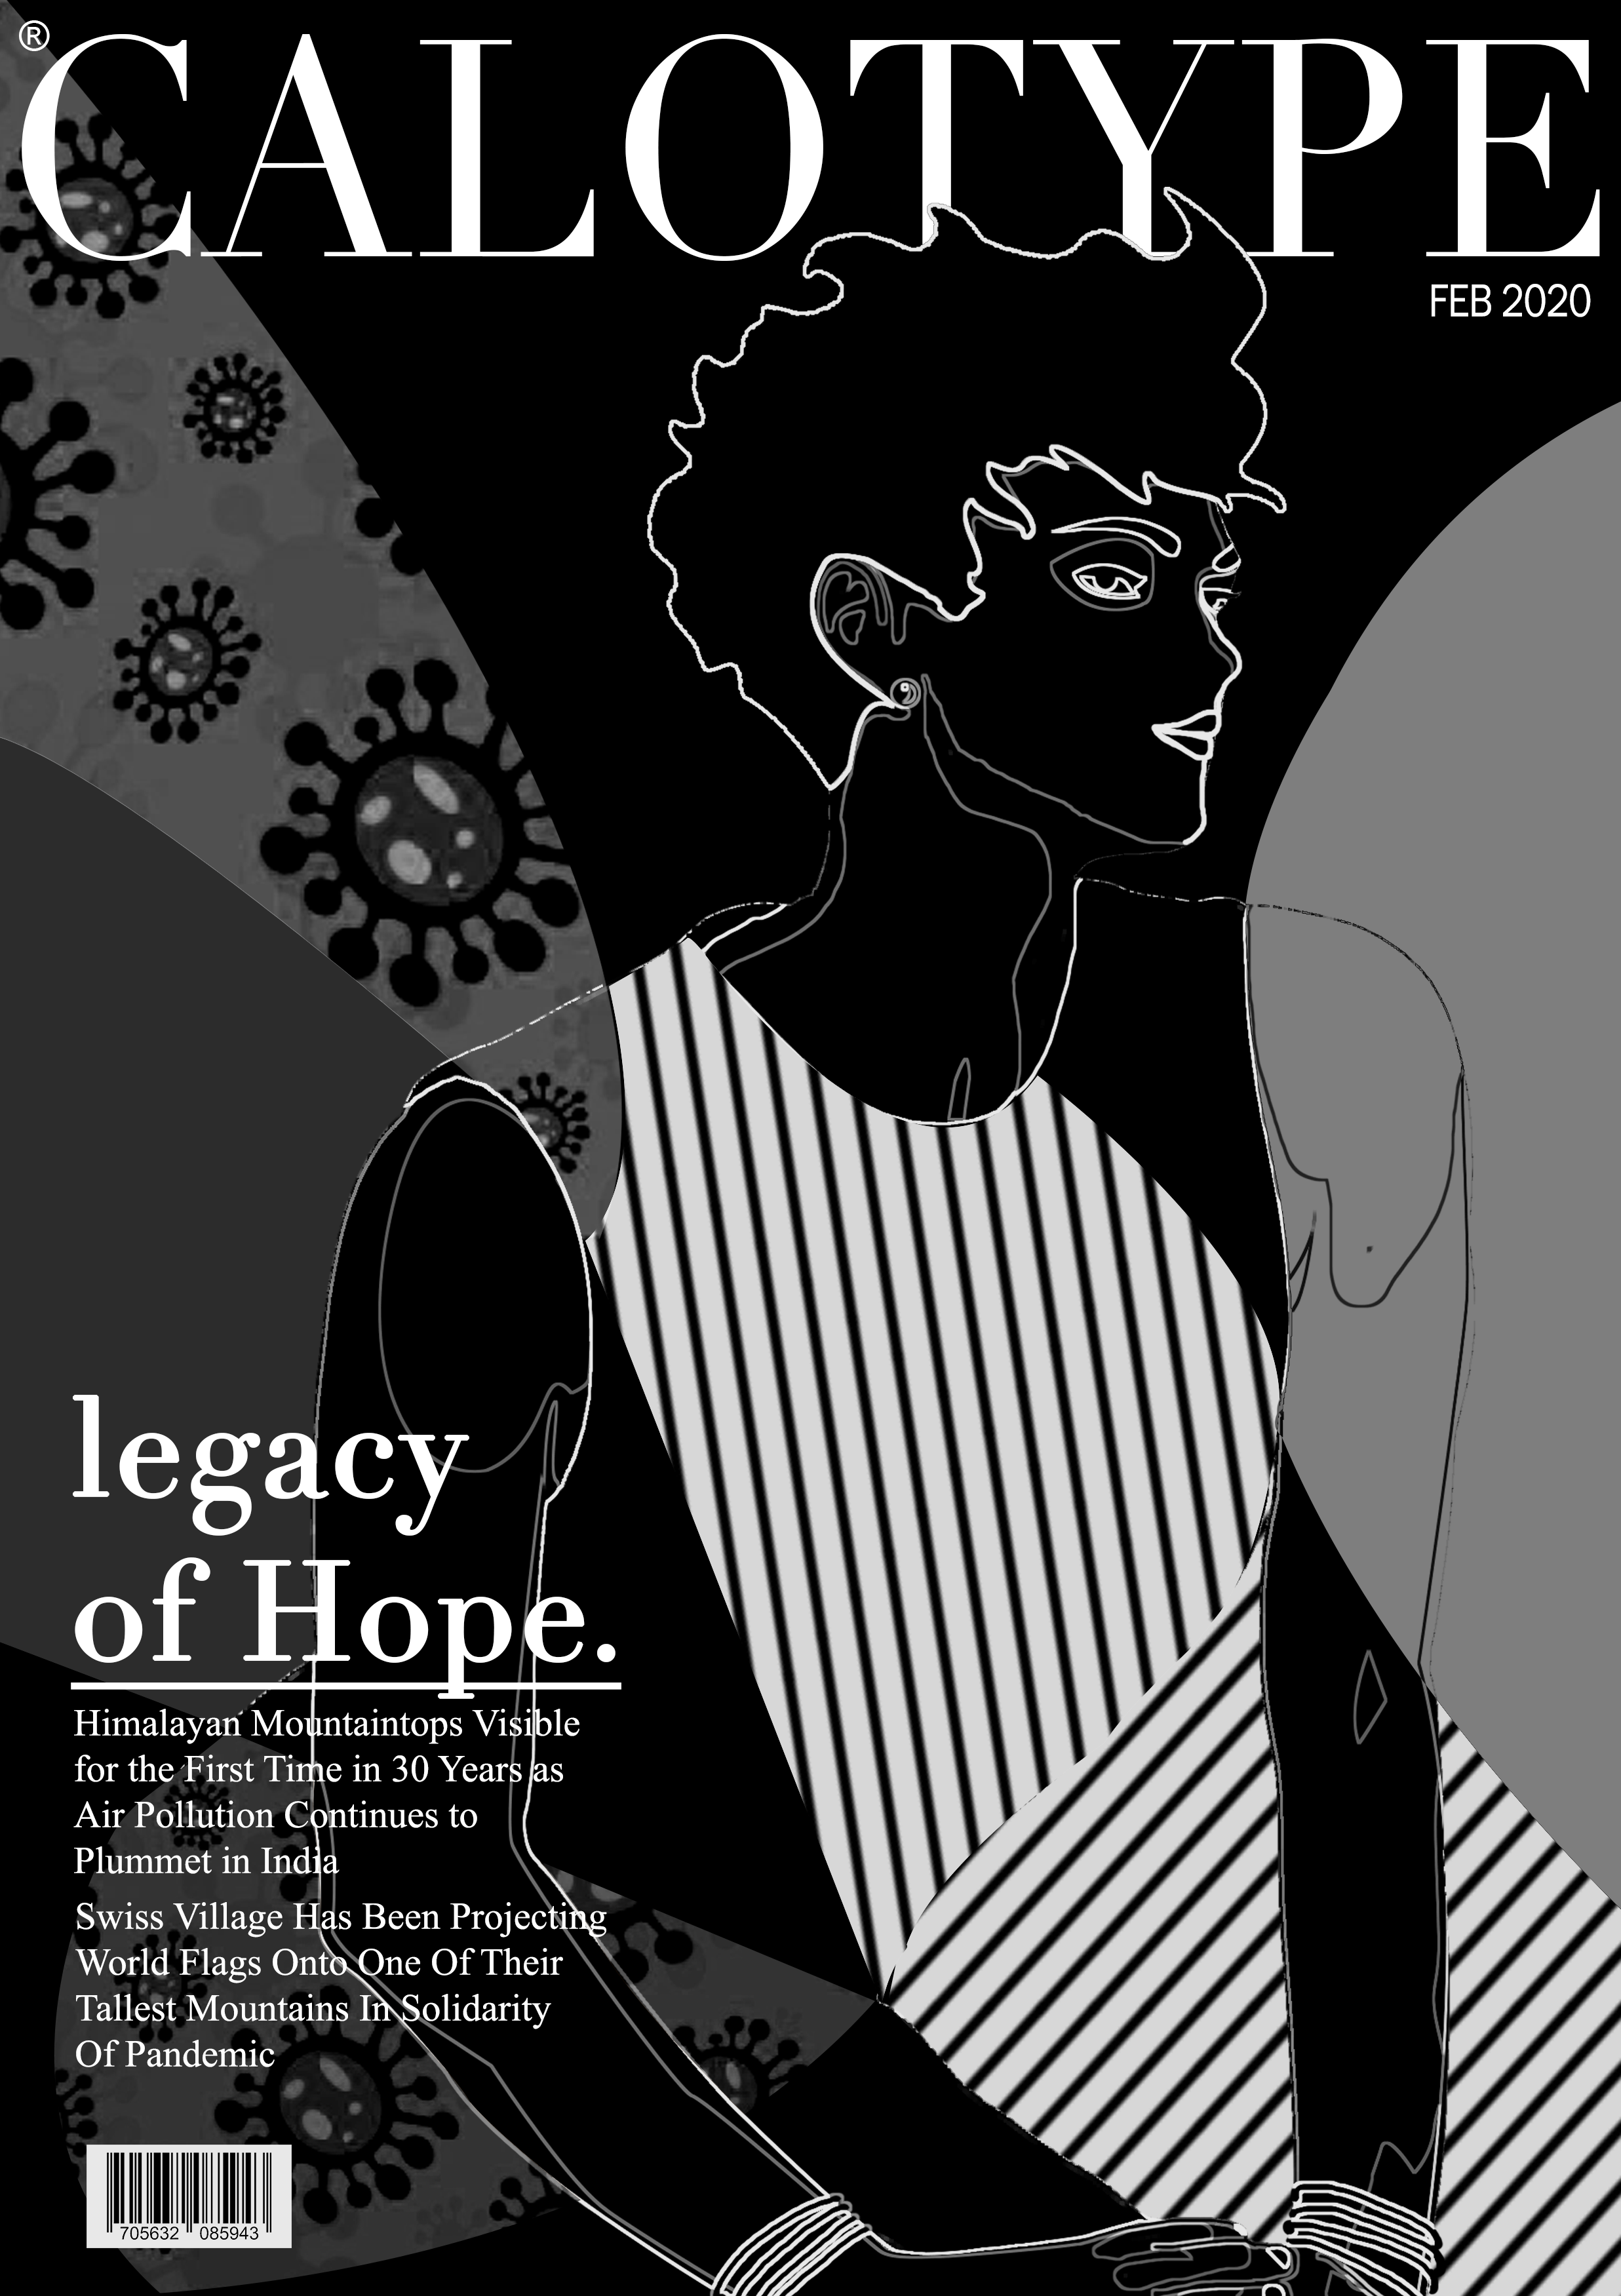 ®
CALOTYPE
FEB 2020
legacy
of Hope.
Himalayan Mountaintops Visible
for the First Time in 30 Years as
Air Pollution Continues to
Plummet in India
Swiss Village Has Been Projecting
World Flags Onto One Of Their
Tallest Mountains In Solidarity
Of Pandemic
705632 085943